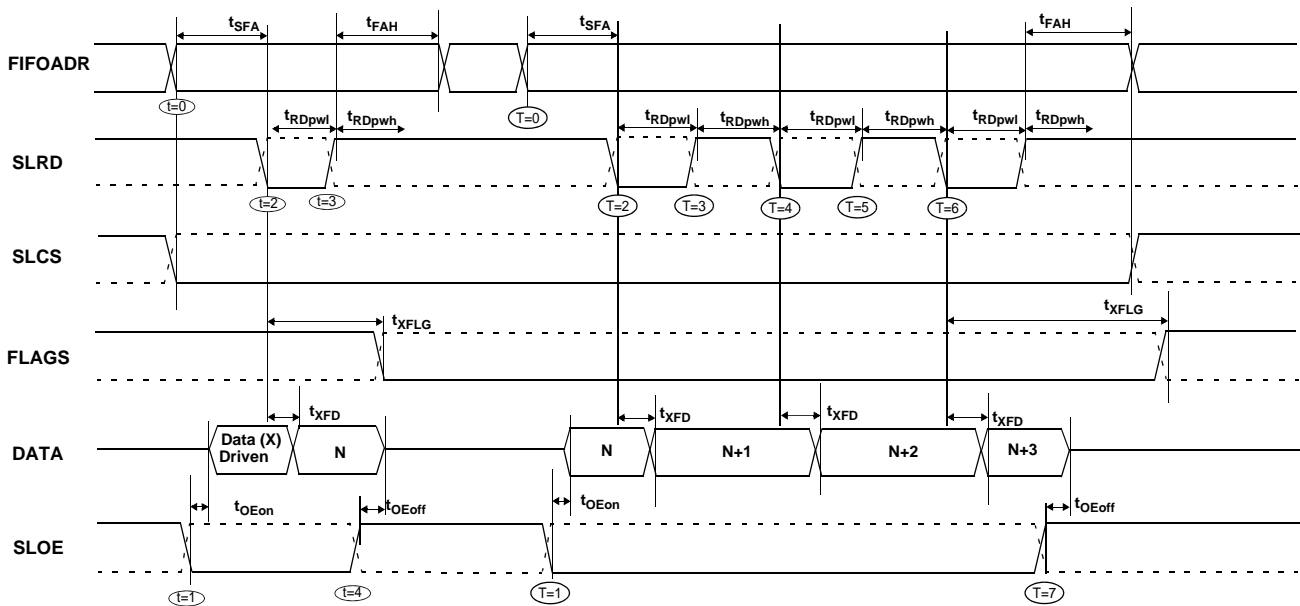 tSFA tFAH tSFA tFAH
FIFOADR
t=0 T=0
tRDpwl tRDpwh tRDpwl tRDpwh tRDpwl tRDpwh tRDpwl tRDpwh
SLRD
t=2 t=3 T=2 T=3 T=4 T=5 T=6
SLCS
tXFLG tXFLG
FLAGS
tXFD tXFD tXFD tXFD
DATA
Data (X)
Driven
N N N+1 N+2 N+3
tOEon tOEoff tOEon tOEoff
SLOE
t=1 t=4 T=1 T=7